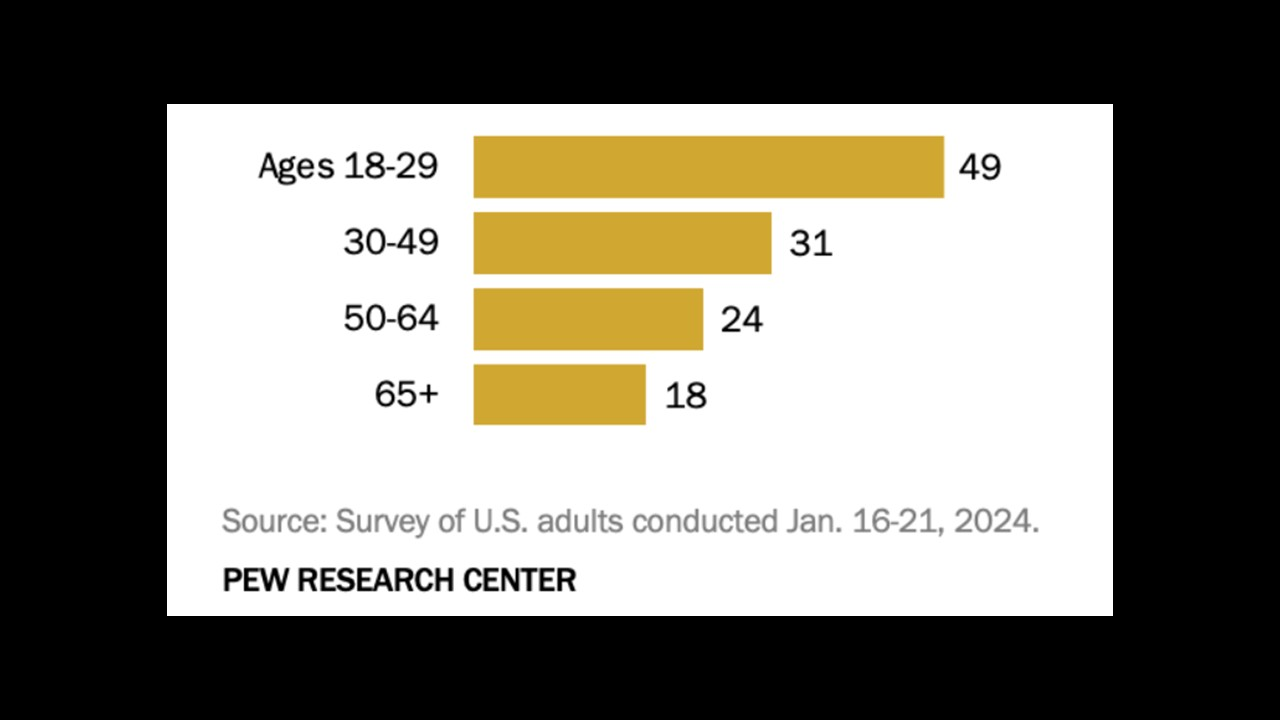 Ages 18-29 49
30-49 31
50-64 24
65+ 18
Source: Survey of U.S. adults conducted Jan. 16-21, 2024.
PEW RESEARCH CENTER